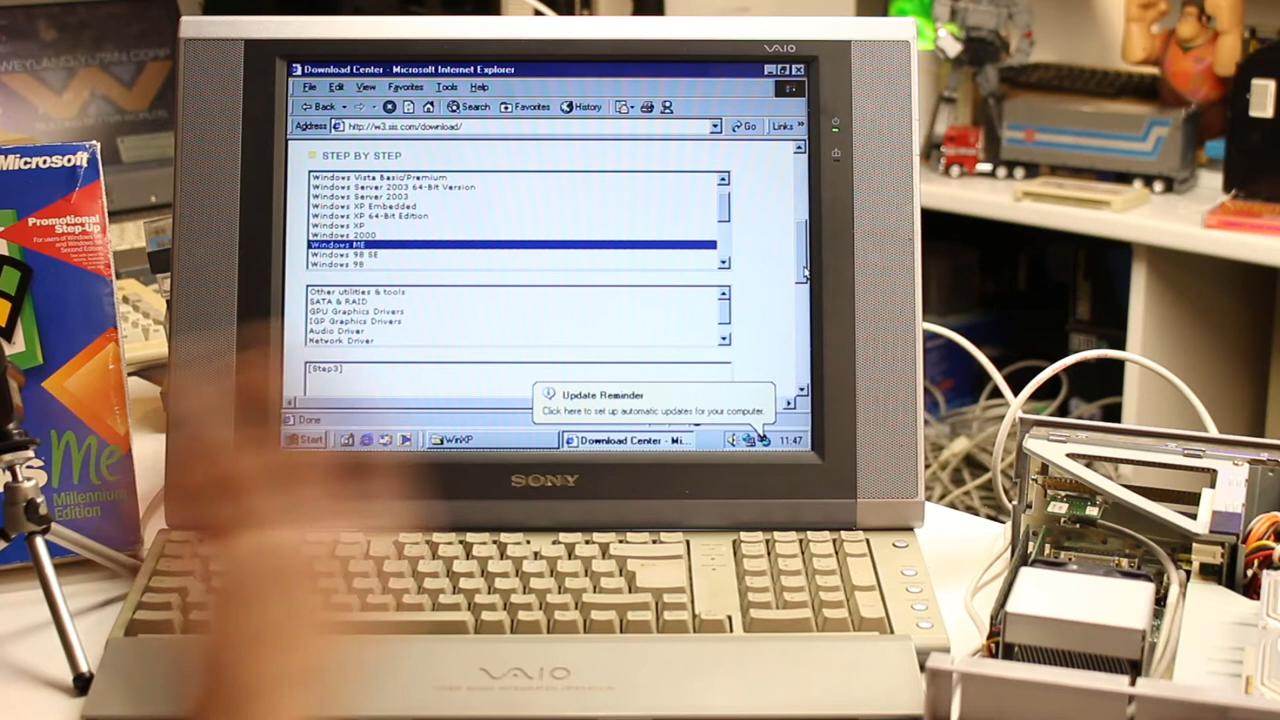 WEYLAND YUTANI CORP
Microsoft
Promotional
Step-Up
Me
Millennium
Edition
VAIO
Download Center - Microsoft Internet Explorer
File Edit View Favorites Tools Help
Back Search Favorites History
Address http://w3.sis.com/download/ Go Links »
STEP BY STEP
Windows Vista Basic/Premium
Windows Server 2003 64-Bit Version
Windows Server 2003
Windows XP Embedded
Windows XP 64-Bit Edition
Windows XP
Windows 2000
Windows ME
Windows 98 SE
Windows 98
Other utilities & tools
SATA & RAID
GPU Graphics Drivers
IGP Graphics Drivers
Audio Driver
Network Driver
[Step3]
Update Reminder
Click here to set up automatic updates for your computer.
Done
Start WinXP Download Center - Mi... 11:47
SONY
VAIO